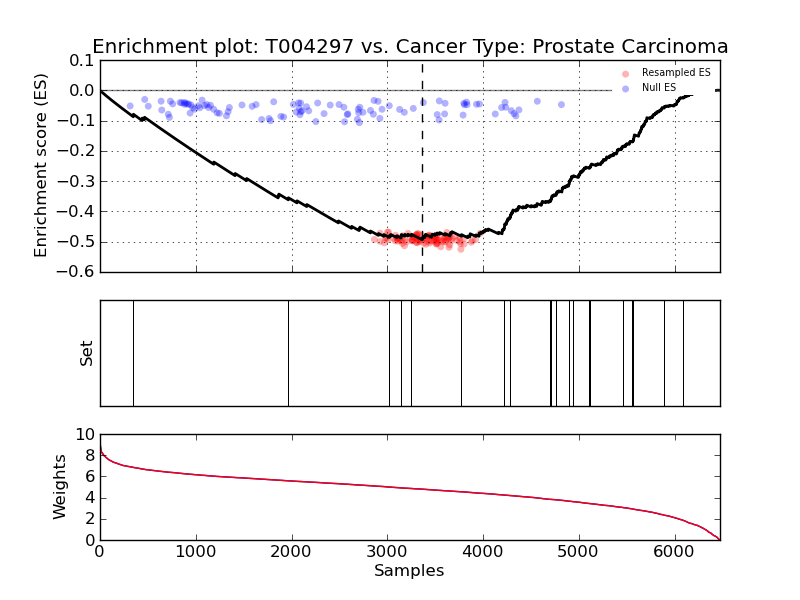 Enrichment plot: T004297 vs. Cancer Type: Prostate Carcinoma
0.1
0.0
−0.1
−0.2
−0.3
−0.4
−0.5
−0.6
Enrichment score (ES)
Resampled ES
Null ES
Set
10
8
6
4
2
0
Weights
0 1000 2000 3000 4000 5000 6000
Samples